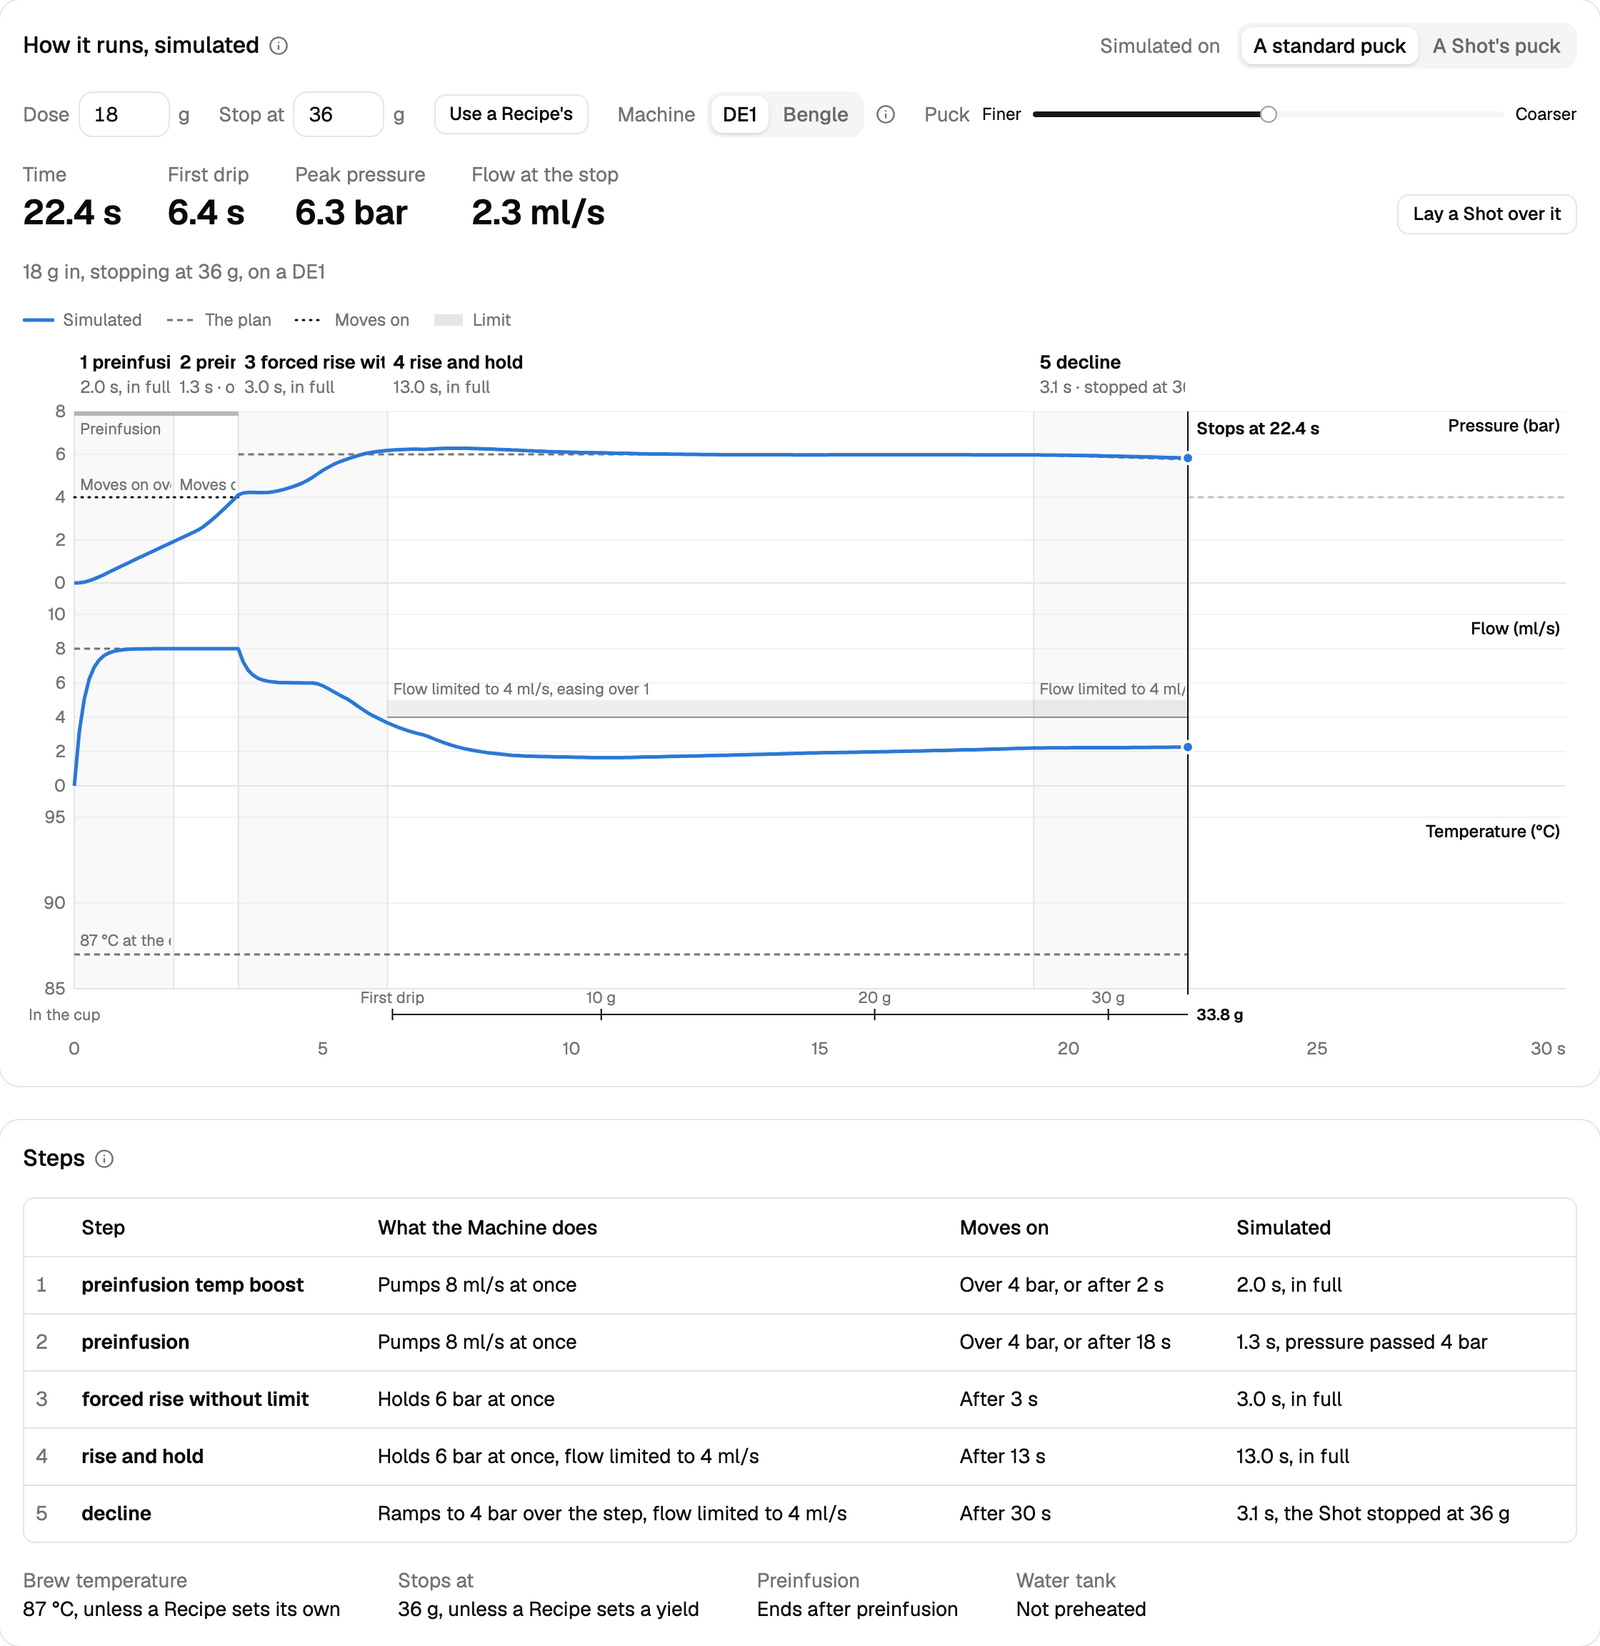 How it runs, simulated
Simulated on A standard puck A Shot's puck
Dose 18 g Stop at 36 g Use a Recipe's Machine DE1 Bengle Puck Finer Coarser
Time First drip Peak pressure Flow at the stop
22.4 s 6.4 s 6.3 bar 2.3 ml/s
Lay a Shot over it
18 g in, stopping at 36 g, on a DE1
Simulated The plan Moves on Limit
1 preinfusi 2 prein 3 forced rise wit 4 rise and hold 5 decline
2.0 s, in full 1.3 s · o 3.0 s, in full 13.0 s, in full 3.1 s · stopped at 3
8
Preinfusion Stops at 22.4 s Pressure (bar)
6
Moves on ov Moves o
4
2
0
10
Flow (ml/s)
8
6 Flow limited to 4 ml/s, easing over 1 Flow limited to 4 ml/
4
2
0
95
Temperature (°C)
90
87 °C at the
85
First drip 10 g 20 g 30 g
In the cup 33.8 g
0 5 10 15 20 25 30 s
Steps
Step What the Machine does Moves on Simulated
1 preinfusion temp boost Pumps 8 ml/s at once Over 4 bar, or after 2 s 2.0 s, in full
2 preinfusion Pumps 8 ml/s at once Over 4 bar, or after 18 s 1.3 s, pressure passed 4 bar
3 forced rise without limit Holds 6 bar at once After 3 s 3.0 s, in full
4 rise and hold Holds 6 bar at once, flow limited to 4 ml/s After 13 s 13.0 s, in full
5 decline Ramps to 4 bar over the step, flow limited to 4 ml/s After 30 s 3.1 s, the Shot stopped at 36 g
Brew temperature Stops at Preinfusion Water tank
87 °C, unless a Recipe sets its own 36 g, unless a Recipe sets a yield Ends after preinfusion Not preheated